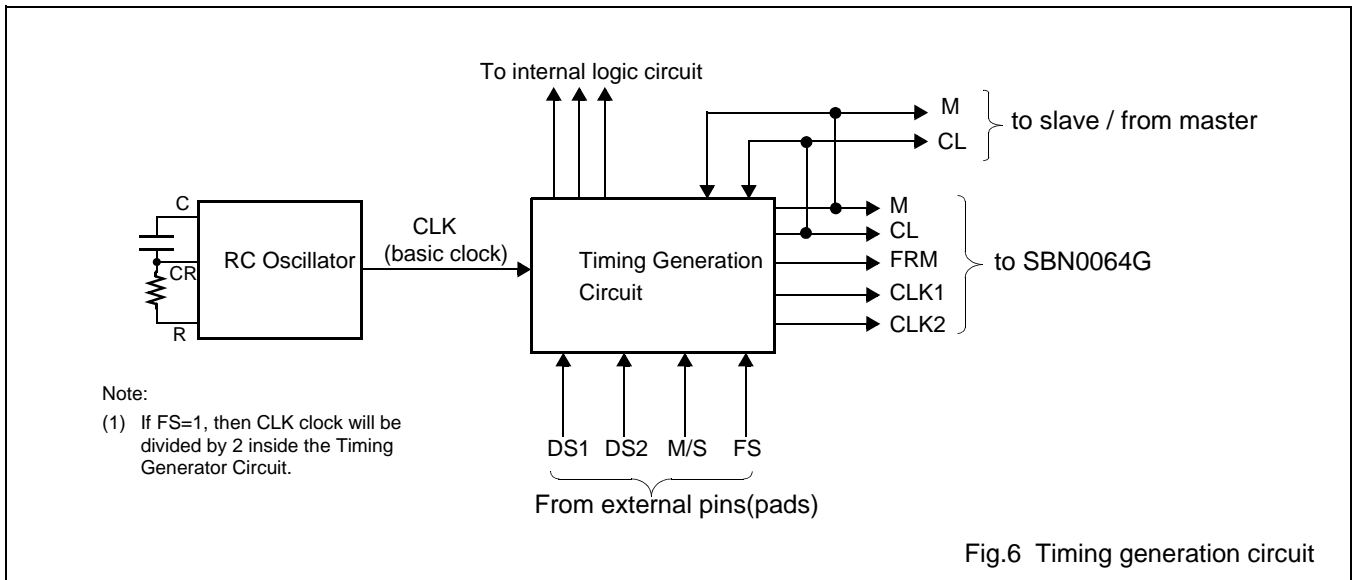 To internal logic circuit
M
CL
to slave / from master
C
CR
R
RC Oscillator
CLK
(basic clock)
Timing Generation
Circuit
M
CL
FRM
CLK1
CLK2
to SBN0064G
Note:
(1) If FS=1, then CLK clock will be
divided by 2 inside the Timing
Generator Circuit.
DS1 DS2 M/S FS
From external pins(pads)
Fig.6 Timing generation circuit